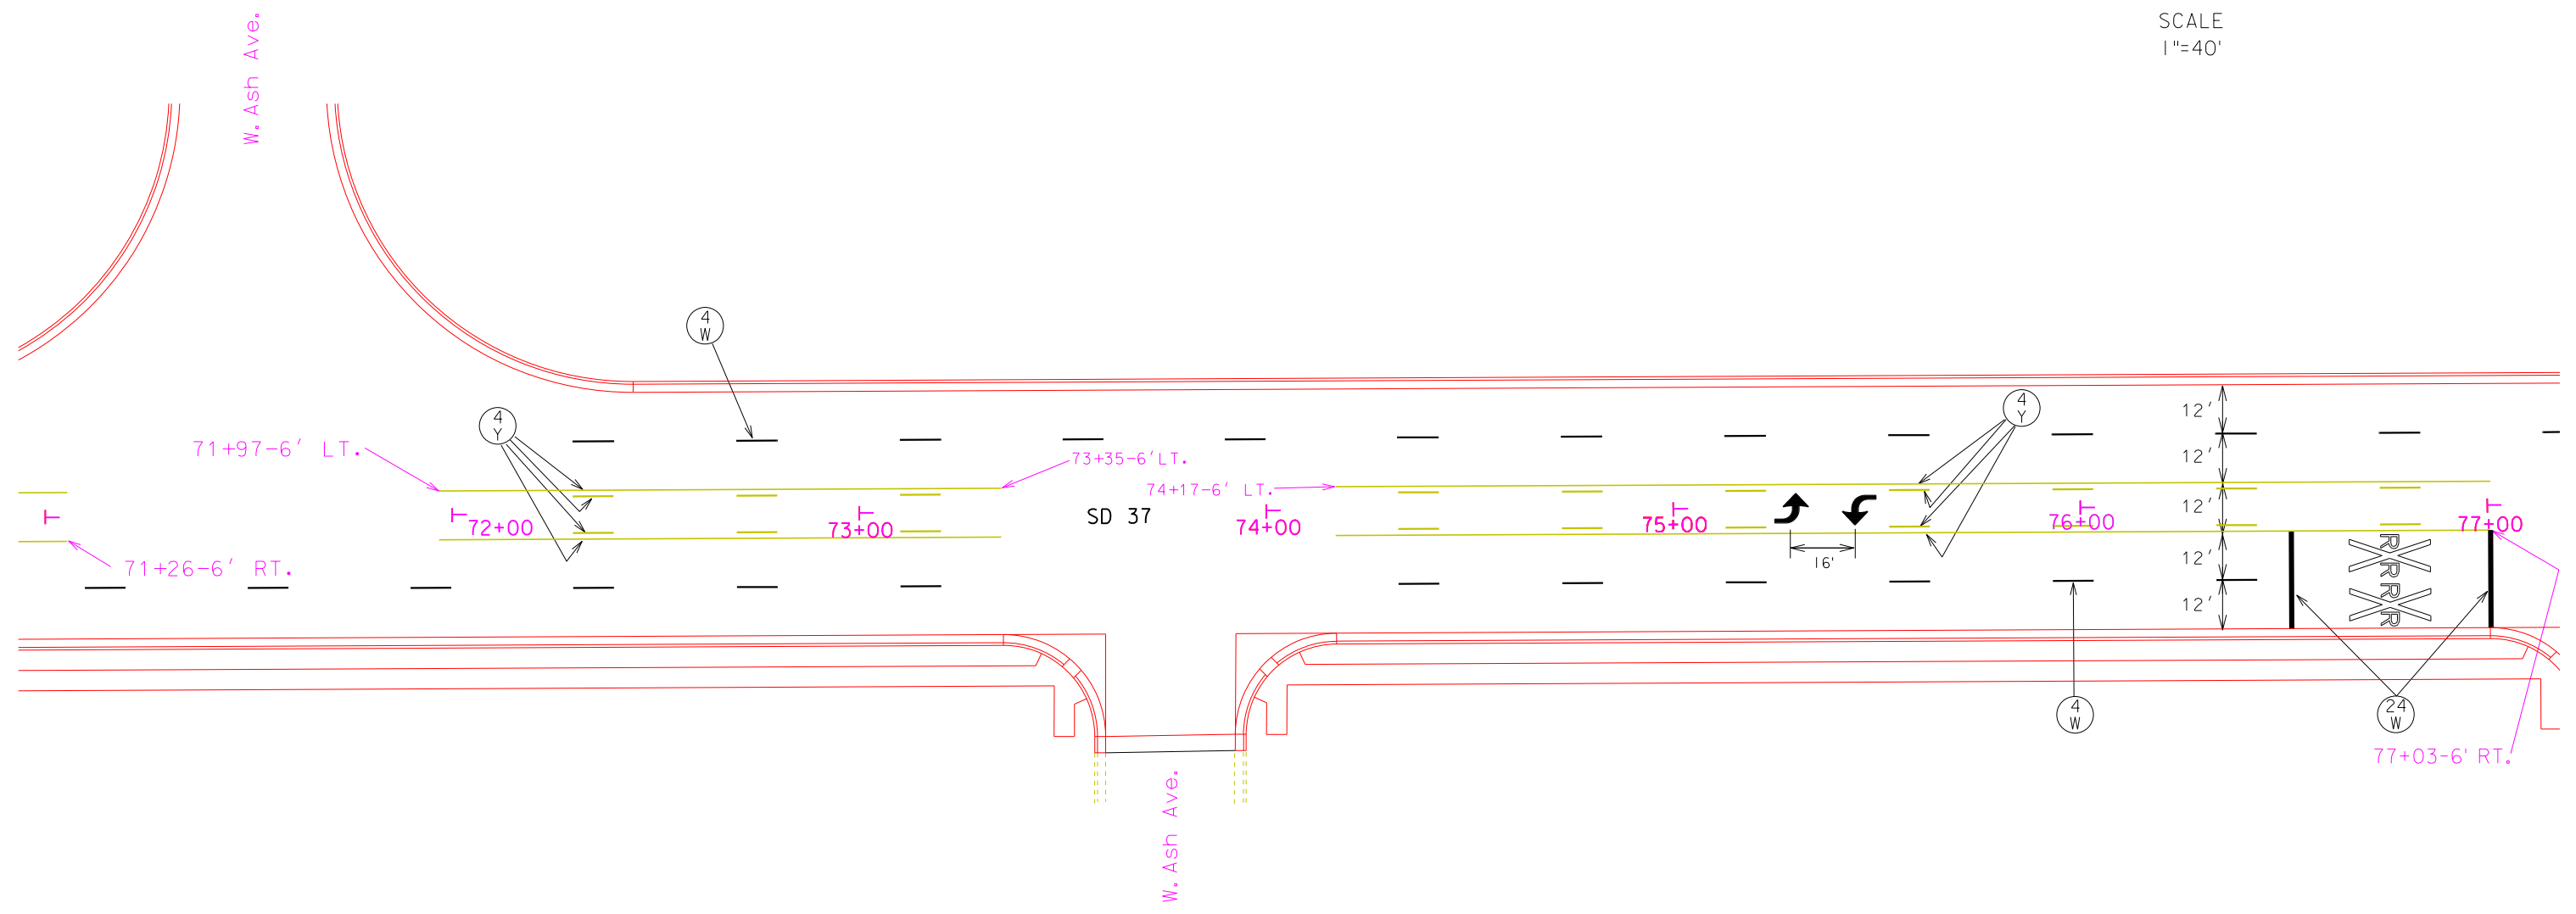 SCALE
1"=40'
W. Ash Ave.
4
W
4
Y
4
Y
12'
12'
12'
12'
12'
71+97-6' LT.
73+35-6'LT.
74+17-6' LT.
71+26-6' RT.
72+00
73+00
SD 37
74+00
75+00
76+00
77+00
16'
R R
R R
4
W
24
W
77+03-6' RT.
W. Ash Ave.